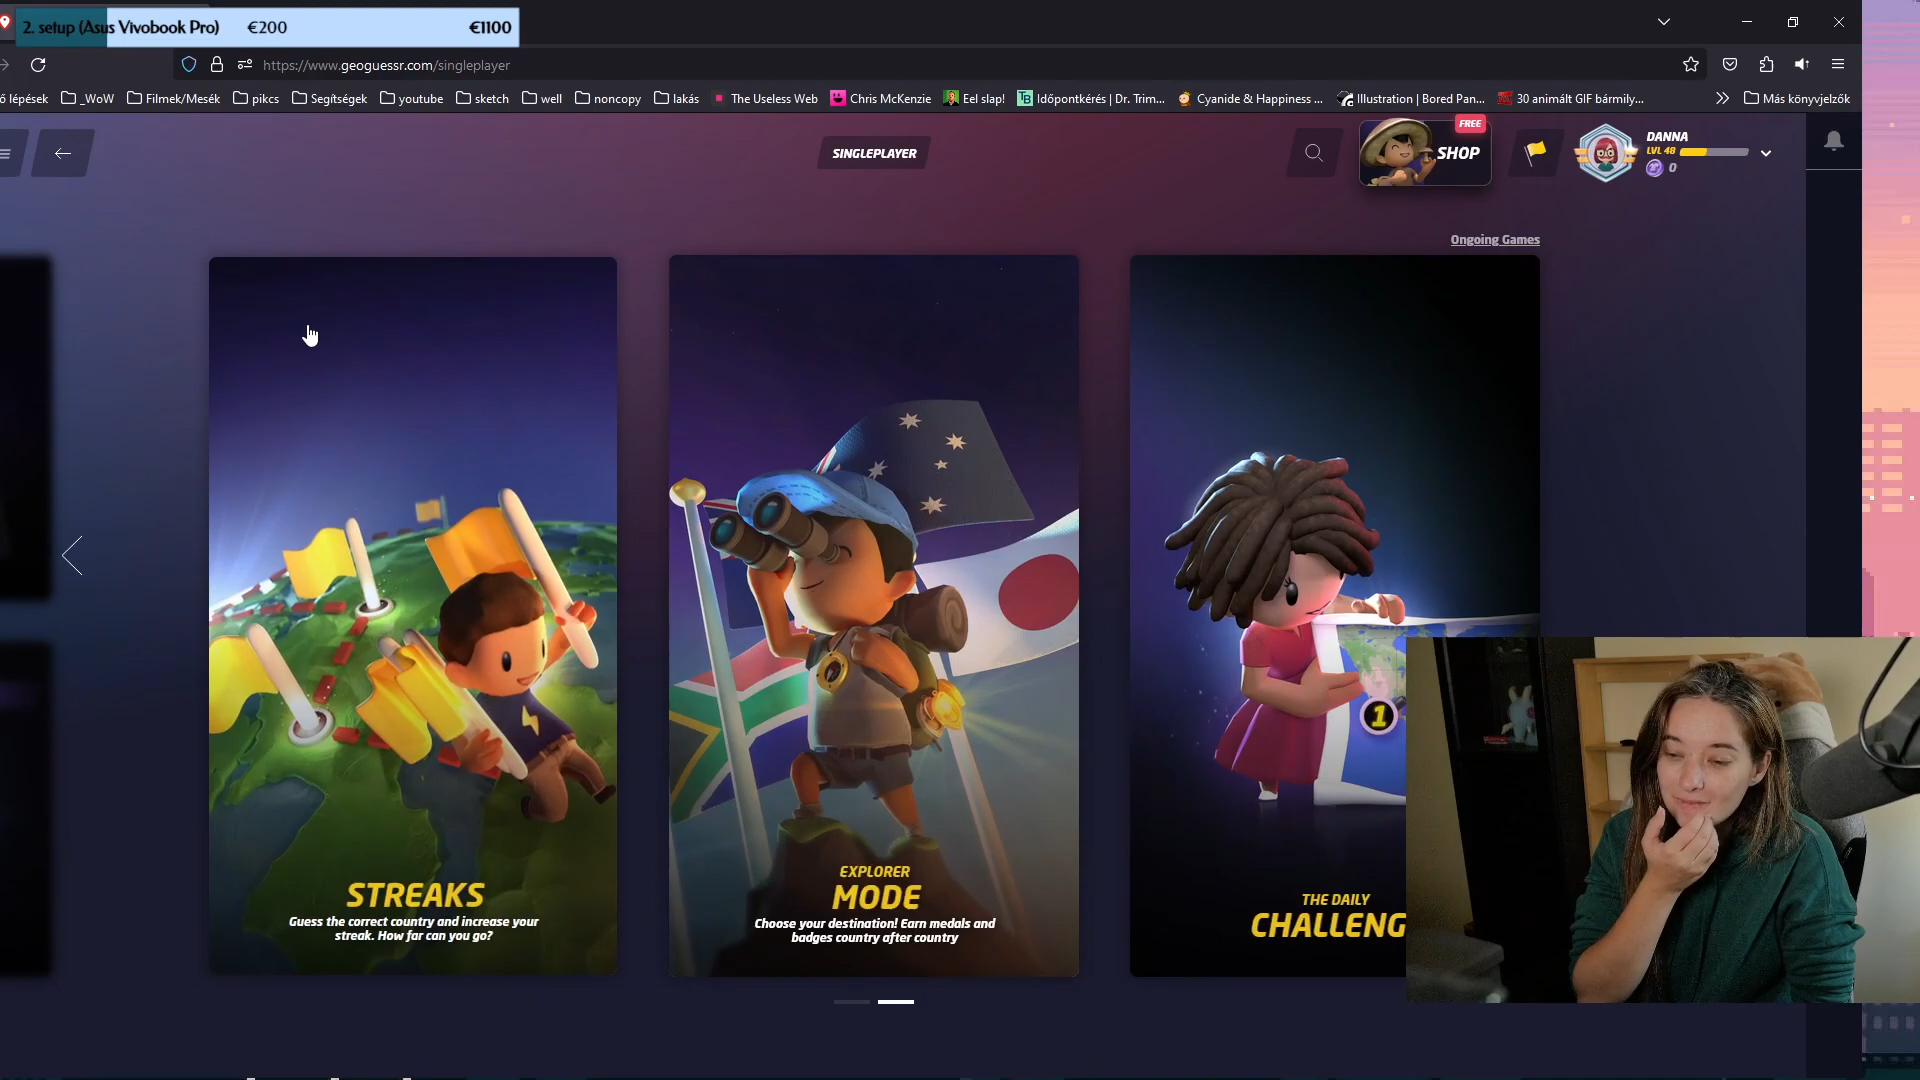 2. setup (Asus Vivobook Pro) €200 €1100
https://www.geoguessr.com/singleplayer
ő lépések _WoW Filmek/Mesék pikcs Segítségek youtube sketch well noncopy lakás The Useless Web Chris McKenzie Eel slap! Időpontkérés | Dr. Trim... Cyanide & Happiness ... Illustration | Bored Pan... 30 animált GIF bármily... Más könyvjelzők
SINGLEPLAYER
FREE
SHOP
DANNA
LVL 48
0
Ongoing Games
STREAKS
Guess the correct country and increase your
streak. How far can you go?
EXPLORER
MODE
Choose your destination! Earn medals and
badges country after country
1
THE DAILY
CHALLENG